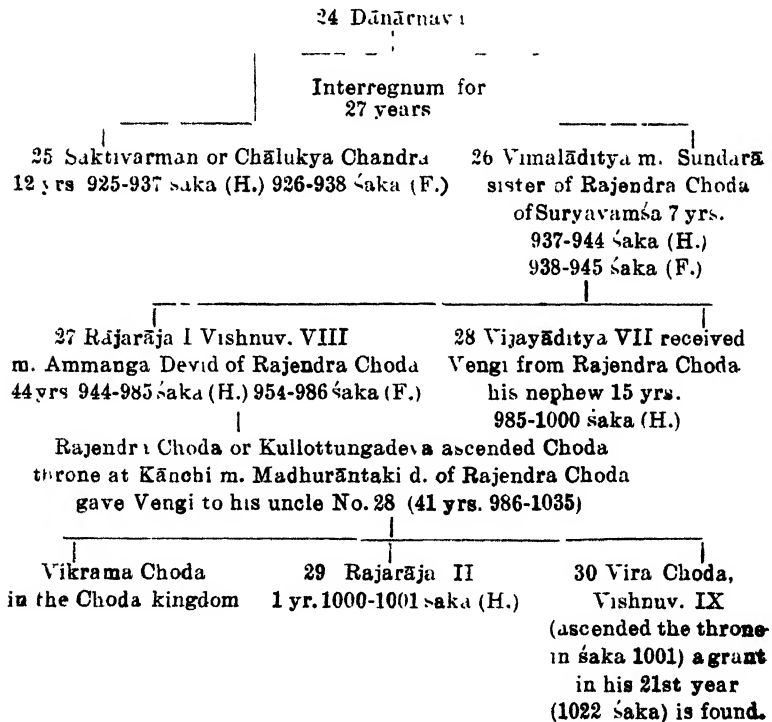 24 Dānārnava
Interregnum for
27 years
25 Saktivarman or Chālukya Chandra
12 yrs 925-937 saka (H.) 926-938 śaka (F.)
26 Vimalāditya m. Sundarā
sister of Rajendra Choda
of Suryavamśa 7 yrs.
937-944 śaka (H.)
938-945 śaka (F.)
27 Rājarāja I Vishnuv. VIII
m. Ammanga Devi d of Rajendra Choda
44 yrs 944-985 śaka (H.) 954-986 śaka (F.)
28 Vijayāditya VII received
Vengi from Rajendra Choda
his nephew 15 yrs.
985-1000 śaka (H.)
Rajendra Choda or Kullottungadeva ascended Choda
throne at Kānchi m. Madhurāntaki d. of Rajendra Choda
gave Vengi to his uncle No. 28 (41 yrs. 986-1035)
Vikrama Choda
in the Choda kingdom
29 Rajarāja II
1 yr. 1000-1001 saka (H.)
30 Vira Choda,
Vishnuv. IX
(ascended the throne
in śaka 1001) a grant
in his 21st year
(1022 śaka) is found.